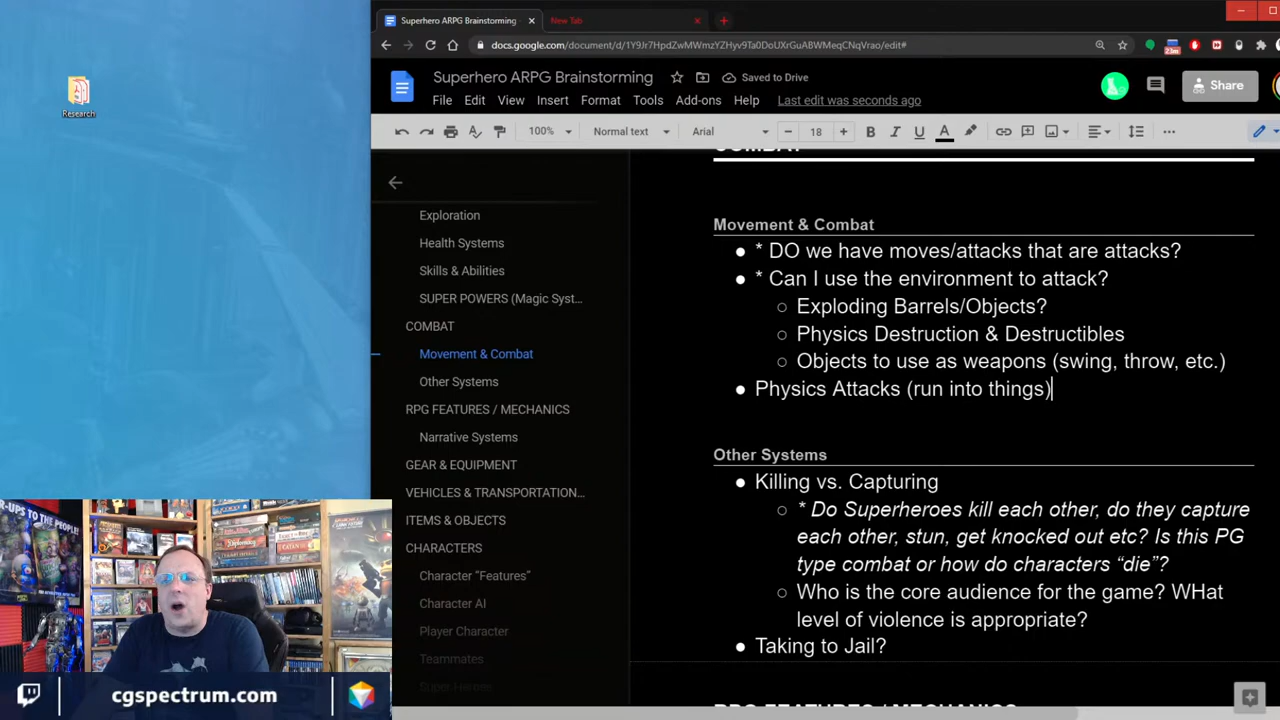 Superhero ARPG Brainstorming
New Tab
docs.google.com/document/d/1Y9Jr7HpdZwMWmzYZHyv9Ta0DoUXrGuABWMeqCNqVrao/edit#
Research
Superhero ARPG Brainstorming
Saved to Drive
File Edit View Insert Format Tools Add-ons Help Last edit was seconds ago
Share
100% Normal text Arial 18
COMBAT
Exploration
Health Systems
Skills & Abilities
SUPER POWERS (Magic Syst...
COMBAT
Movement & Combat
Other Systems
RPG FEATURES / MECHANICS
Narrative Systems
GEAR & EQUIPMENT
VEHICLES & TRANSPORTATION...
ITEMS & OBJECTS
CHARACTERS
Character “Features”
Character AI
Player Character
Teammates
Super Heroes
Movement & Combat
● * DO we have moves/attacks that are attacks?
● * Can I use the environment to attack?
○ Exploding Barrels/Objects?
○ Physics Destruction & Destructibles
○ Objects to use as weapons (swing, throw, etc.)
● Physics Attacks (run into things)
Other Systems
● Killing vs. Capturing
○ * Do Superheroes kill each other, do they capture
each other, stun, get knocked out etc? Is this PG
type combat or how do characters “die”?
○ Who is the core audience for the game? WHat
level of violence is appropriate?
● Taking to Jail?
RPG FEATURES / MECHANICS
cgspectrum.com